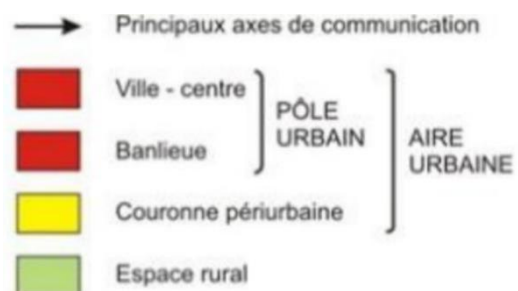 Principaux axes de communication
Ville - centre
PÔLE
URBAIN
Banlieue
AIRE
URBAINE
Couronne périurbaine
Espace rural